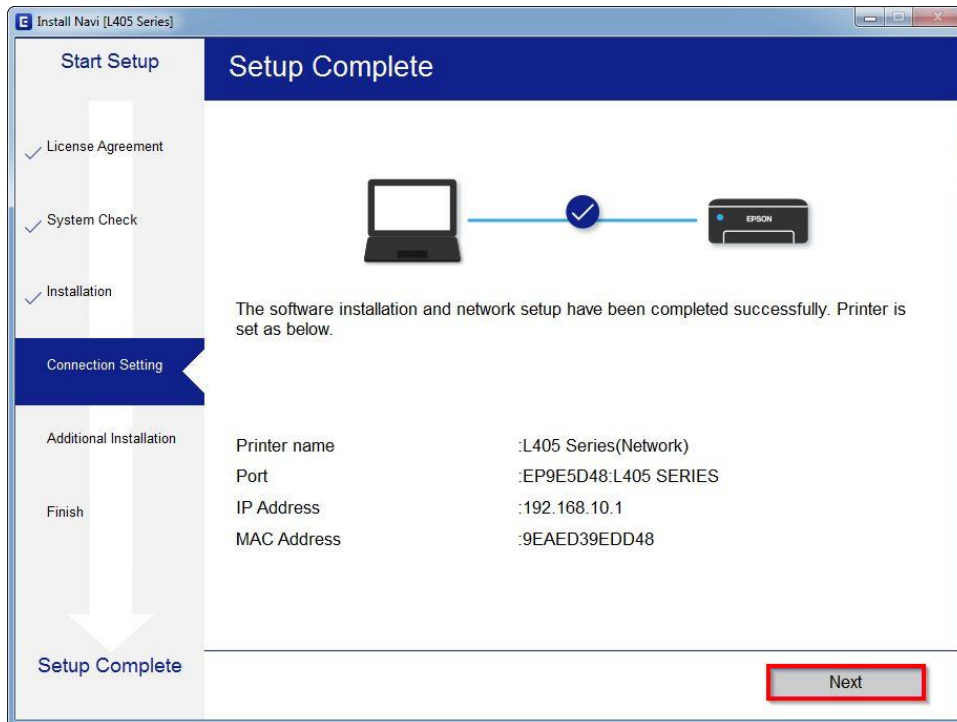 Install Navi [L405 Series]
Start Setup
License Agreement
System Check
Installation
Connection Setting
Additional Installation
Finish
Setup Complete
Setup Complete
EPSON
The software installation and network setup have been completed successfully. Printer is
set as below.
Printer name :L405 Series(Network)
Port :EP9E5D48:L405 SERIES
IP Address :192.168.10.1
MAC Address :9EAED39EDD48
Next